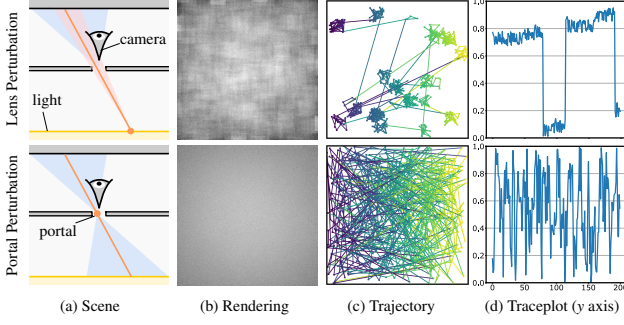 Lens Perturbation
camera
light
1,0
0,8
0,6
0,4
0,2
0,0
Portal Perturbation
portal
1,0
0,8
0,6
0,4
0,2
0,0
0 100 200
(a) Scene (b) Rendering (c) Trajectory (d) Traceplot (y axis)